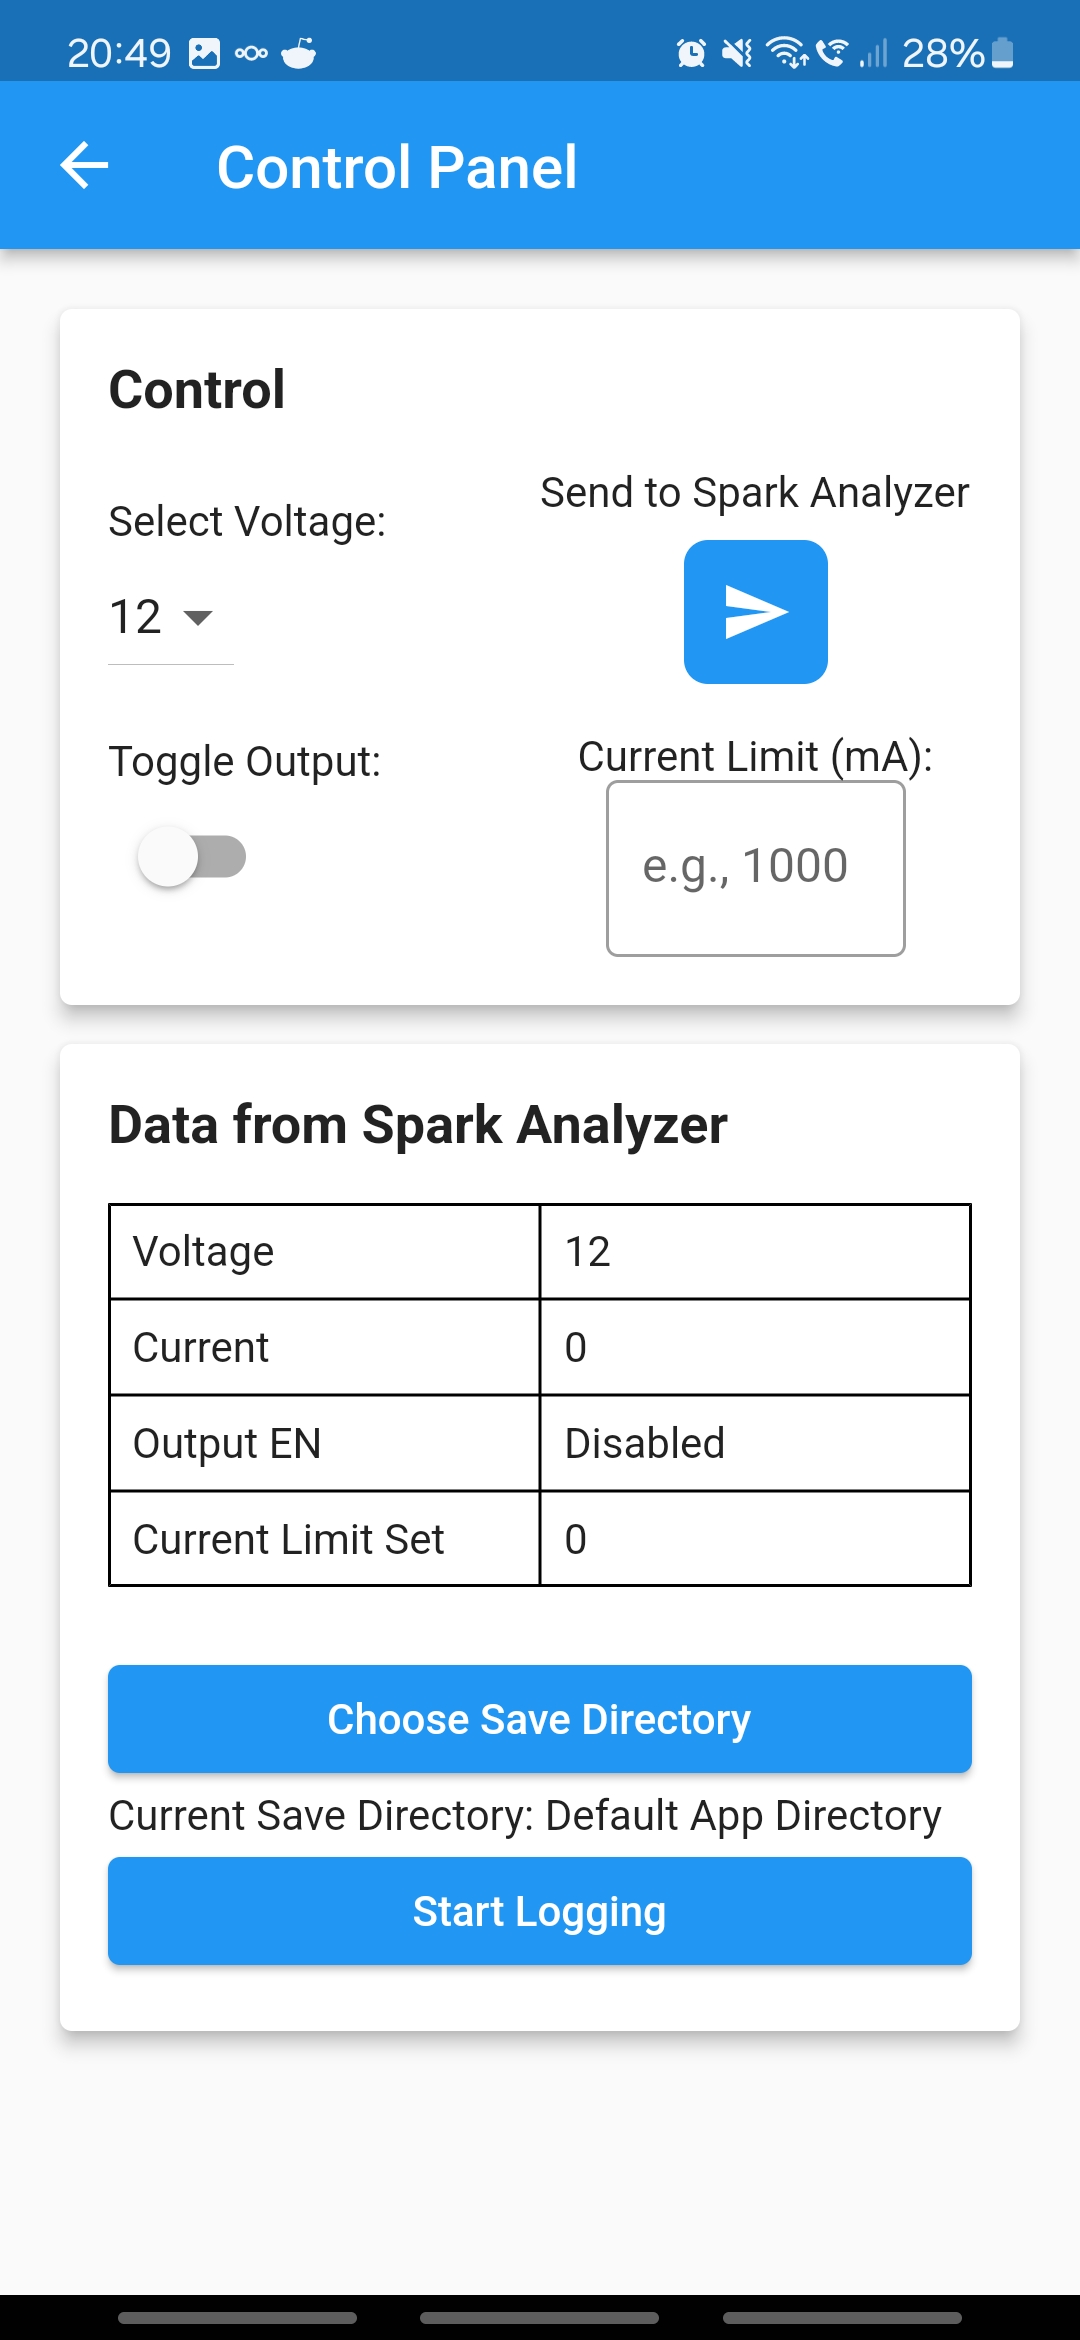 20:49 28%
Control Panel
Control
Send to Spark Analyzer
Select Voltage:
12
Toggle Output:
Current Limit (mA):
e.g., 1000
Data from Spark Analyzer
Voltage 12
Current 0
Output EN Disabled
Current Limit Set 0
Choose Save Directory
Current Save Directory: Default App Directory
Start Logging